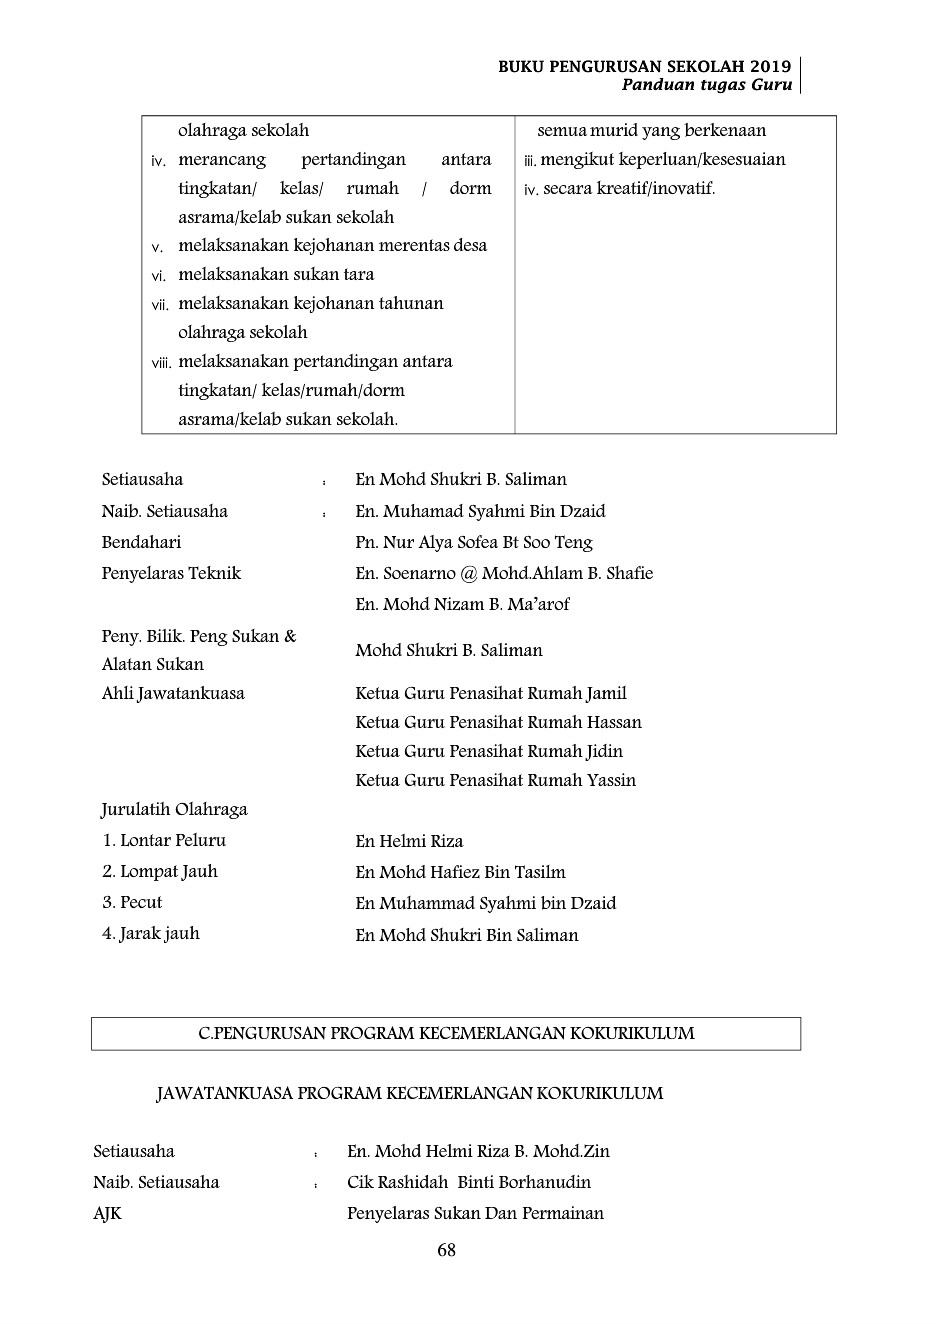 BUKU PENGURUSAN SEKOLAH 2019
Panduan tugas Guru
olahraga sekolah
iv. merancang pertandingan antara
tingkatan/ kelas/ rumah / dorm
asrama/kelab sukan sekolah
v. melaksanakan kejohanan merentas desa
vi. melaksanakan sukan tara
vii. melaksanakan kejohanan tahunan
olahraga sekolah
viii. melaksanakan pertandingan antara
tingkatan/ kelas/rumah/dorm
asrama/kelab sukan sekolah.
semua murid yang berkenaan
iii. mengikut keperluan/kesesuaian
iv. secara kreatif/inovatif.
Setiausaha : En Mohd Shukri B. Saliman
Naib. Setiausaha : En. Muhamad Syahmi Bin Dzaid
Bendahari Pn. Nur Alya Sofea Bt Soo Teng
Penyelaras Teknik En. Soenarno @ Mohd.Ahlam B. Shafie
En. Mohd Nizam B. Ma’arof
Peny. Bilik. Peng Sukan &
Alatan Sukan
Mohd Shukri B. Saliman
Ahli Jawatankuasa Ketua Guru Penasihat Rumah Jamil
Ketua Guru Penasihat Rumah Hassan
Ketua Guru Penasihat Rumah Jidin
Ketua Guru Penasihat Rumah Yassin
Jurulatih Olahraga
1. Lontar Peluru En Helmi Riza
2. Lompat Jauh En Mohd Hafiez Bin Tasilm
3. Pecut En Muhammad Syahmi bin Dzaid
4. Jarak jauh En Mohd Shukri Bin Saliman
C.PENGURUSAN PROGRAM KECEMERLANGAN KOKURIKULUM
JAWATANKUASA PROGRAM KECEMERLANGAN KOKURIKULUM
Setiausaha : En. Mohd Helmi Riza B. Mohd.Zin
Naib. Setiausaha : Cik Rashidah Binti Borhanudin
AJK Penyelaras Sukan Dan Permainan
68